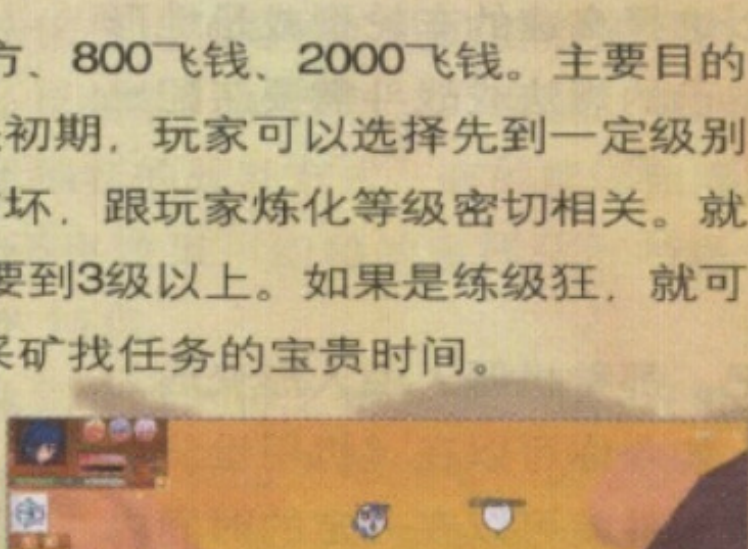 方、800飞钱、2000飞钱。主要目的
初期，玩家可以选择先到一定级别
坏，跟玩家炼化等级密切相关。就
要到3级以上。如果是练级狂，就可
采矿找任务的宝贵时间。